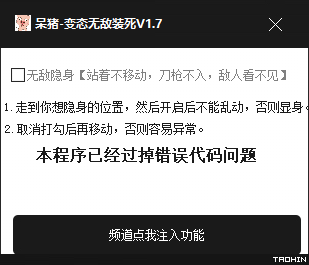 呆猪-变态无敌装死V1.7
无敌隐身【站着不移动，刀枪不入，敌人看不见】
1.走到你想隐身的位置，然后开启后不能乱动，否则显身。
2.取消打勾后再移动，否则容易异常。
本程序已经过掉错误代码问题
频道点我注入功能
TAOHIN